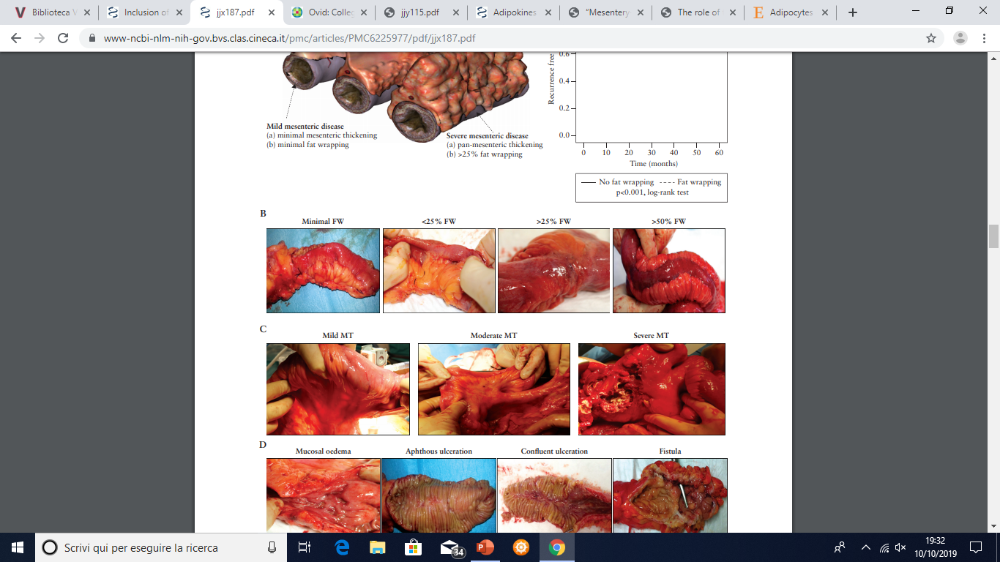 Biblioteca V
Inclusion of
jjx187.pdf
Ovid: Colleg
jjy115.pdf
Adipokines
"Mesentery
The role of
Adipocytes
www-ncbi-nlm-nih-gov.bvs.clas.cineca.it/pmc/articles/PMC6225977/pdf/jjx187.pdf
Mild mesenteric disease
(a) minimal mesenteric thickening
(b) minimal fat wrapping
Severe mesenteric disease
(a) pan-mesenteric thickening
(b) >25% fat wrapping
Recurrence free
0.6
0.4
0.2
0.0
0 10 20 30 40 50 60
Time (months)
No fat wrapping Fat wrapping
p<0.001, log-rank test
B
Minimal FW <25% FW >25% FW >50% FW
C
Mild MT Moderate MT Severe MT
D
Mucosal oedema Aphthous ulceration Confluent ulceration Fistula
Scrivi qui per eseguire la ricerca
34
19:32
10/10/2019